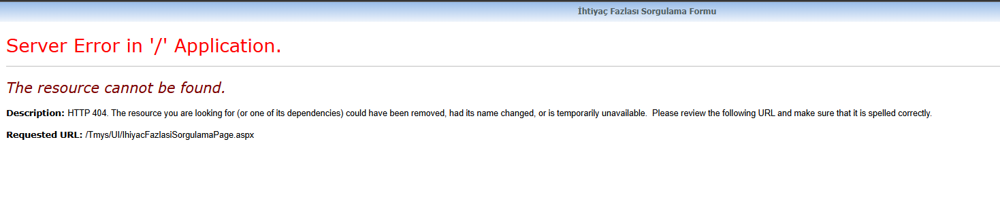 İhtiyaç Fazlası Sorgulama Formu
Server Error in '/' Application.
The resource cannot be found.
Description: HTTP 404. The resource you are looking for (or one of its dependencies) could have been removed, had its name changed, or is temporarily unavailable.  Please review the following URL and make sure that it is spelled correctly.
Requested URL: /Tmys/UI/IhiyacFazlasiSorgulamaPage.aspx